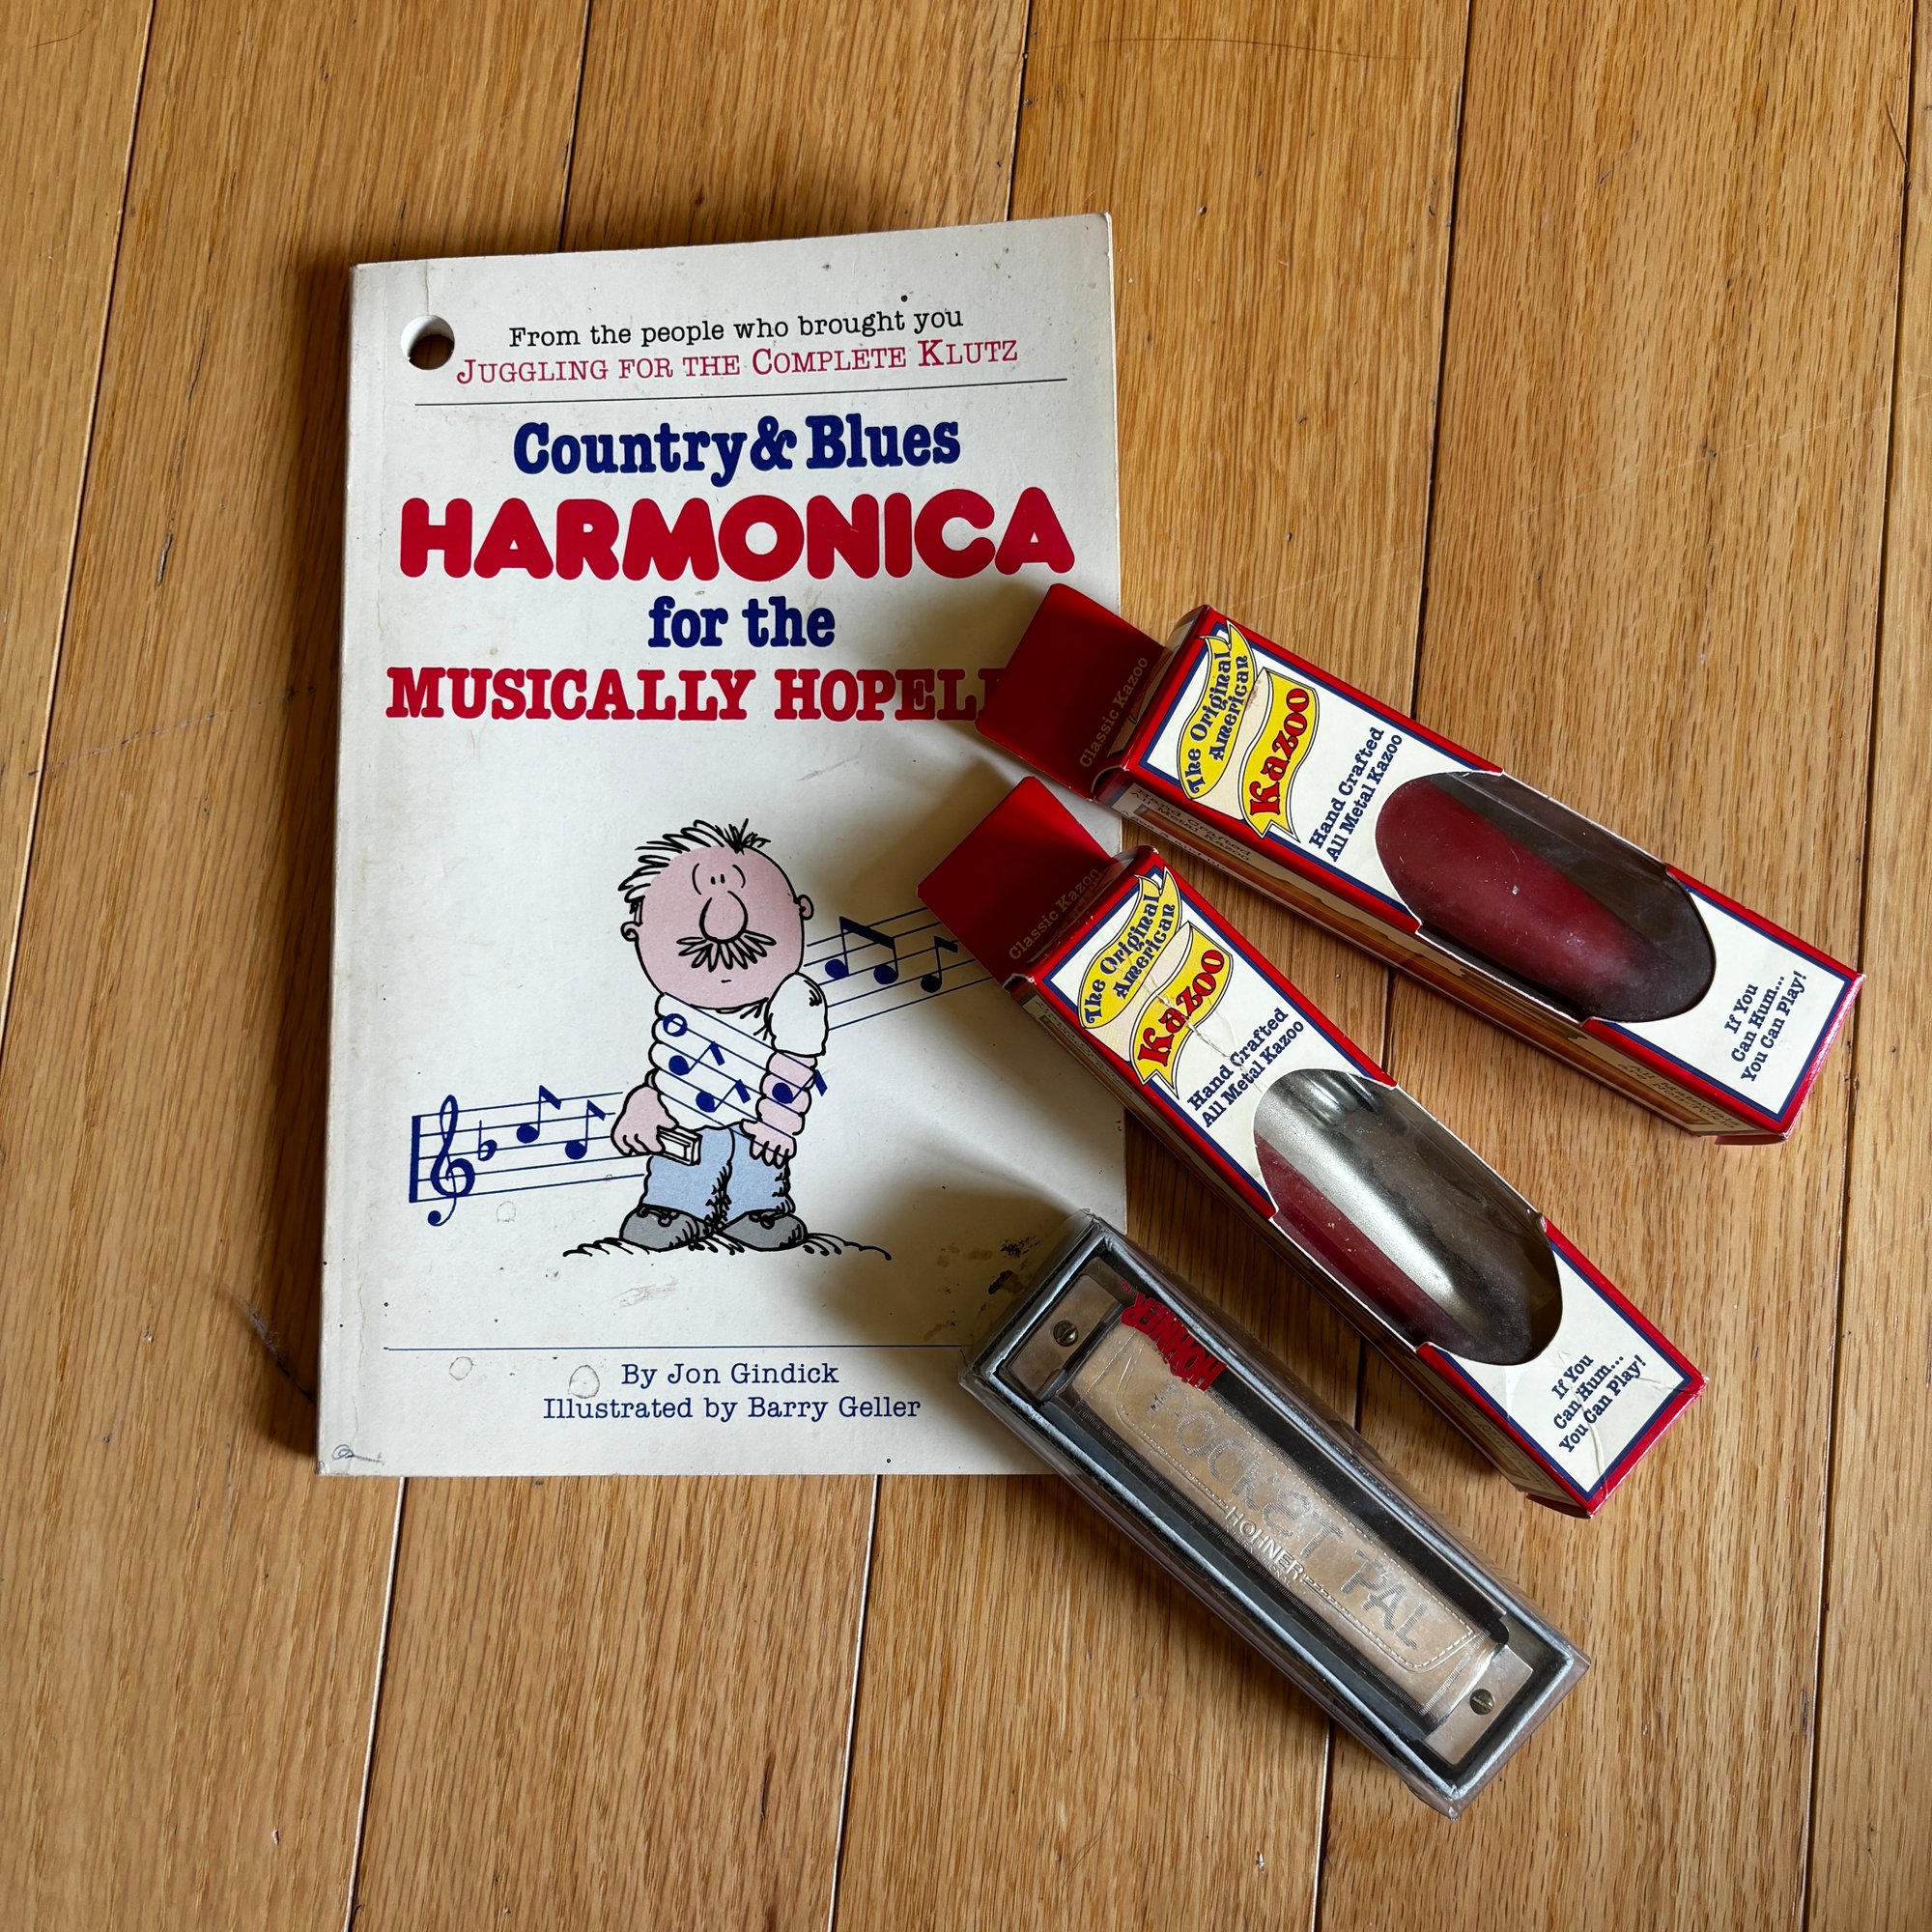 From the people who brought you
JUGGLING FOR THE COMPLETE KLUTZ
Country & Blues
HARMONICA
for the
MUSICALLY HOPEL
By Jon Gindick
Illustrated by Barry Geller
Classic Kazoo
The Original
American
Kazoo
Hand Crafted
All Metal Kazoo
If You
Can Hum...
You Can Play!
Classic Kazoo
The Original
American
Kazoo
Hand Crafted
All Metal Kazoo
If You
Can Hum...
You Can Play!
HOHNER
POCKET PAL
HOHNER